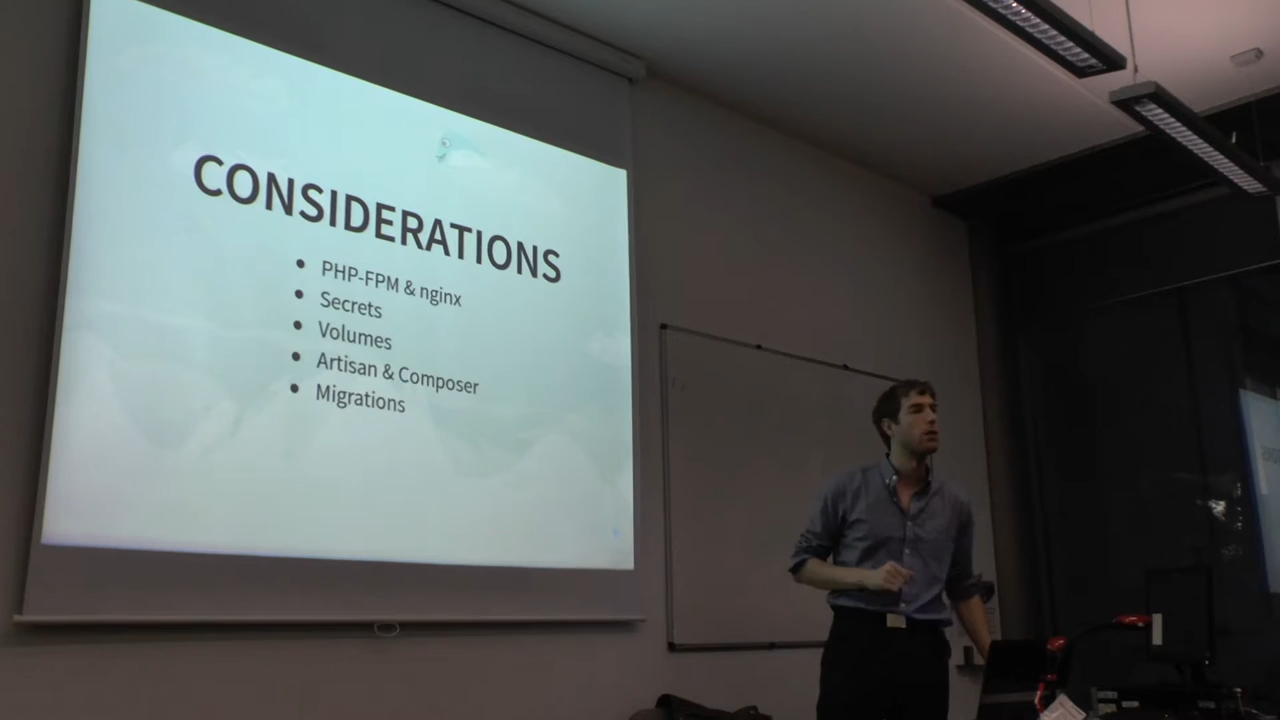 CONSIDERATIONS
PHP-FPM & nginx
Secrets
Volumes
Artisan & Composer
Migrations